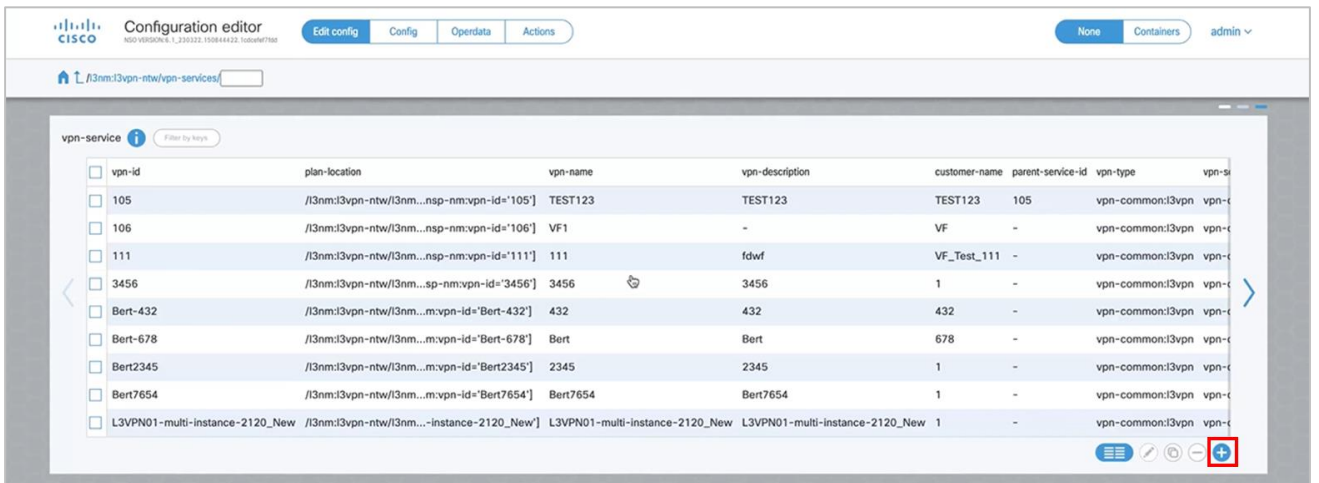 CISCO Configuration editor Edit config Config Operdata Actions None Containers admin
/l3nm:l3vpn-ntw/vpn-services/
vpn-service i Filter by keys
vpn-id plan-location vpn-name vpn-description customer-name parent-service-id vpn-type
105 /l3nm:l3vpn-ntw/l3nm...nsp-nm:vpn-id='105'] TEST123 TEST123 TEST123 105 vpn-common:l3vpn
106 /l3nm:l3vpn-ntw/l3nm...nsp-nm:vpn-id='106'] VF1 - VF - vpn-common:l3vpn
111 /l3nm:l3vpn-ntw/l3nm...nsp-nm:vpn-id='111'] 111 fdwf VF_Test_111 - vpn-common:l3vpn
3456 /l3nm:l3vpn-ntw/l3nm...sp-nm:vpn-id='3456'] 3456 3456 1 - vpn-common:l3vpn
Bert-432 /l3nm:l3vpn-ntw/l3nm...m:vpn-id='Bert-432'] 432 432 432 - vpn-common:l3vpn
Bert-678 /l3nm:l3vpn-ntw/l3nm...m:vpn-id='Bert-678'] Bert Bert 678 - vpn-common:l3vpn
Bert2345 /l3nm:l3vpn-ntw/l3nm...m:vpn-id='Bert2345'] 2345 2345 1 - vpn-common:l3vpn
Bert7654 /l3nm:l3vpn-ntw/l3nm...m:vpn-id='Bert7654'] Bert7654 Bert7654 1 - vpn-common:l3vpn
L3VPN01-multi-instance-2120_New /l3nm:l3vpn-ntw/l3nm...-instance-2120_New'] L3VPN01-multi-instance-2120_New L3VPN01-multi-instance-2120_New 1 - vpn-common:l3vpn